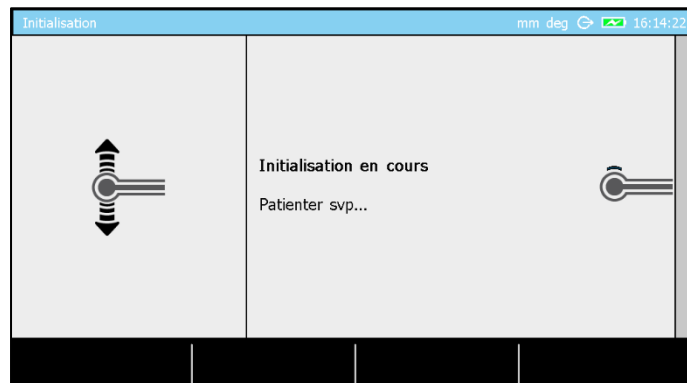 Initialisation
mm deg 16:14:22
Initialisation en cours
Patienter svp...